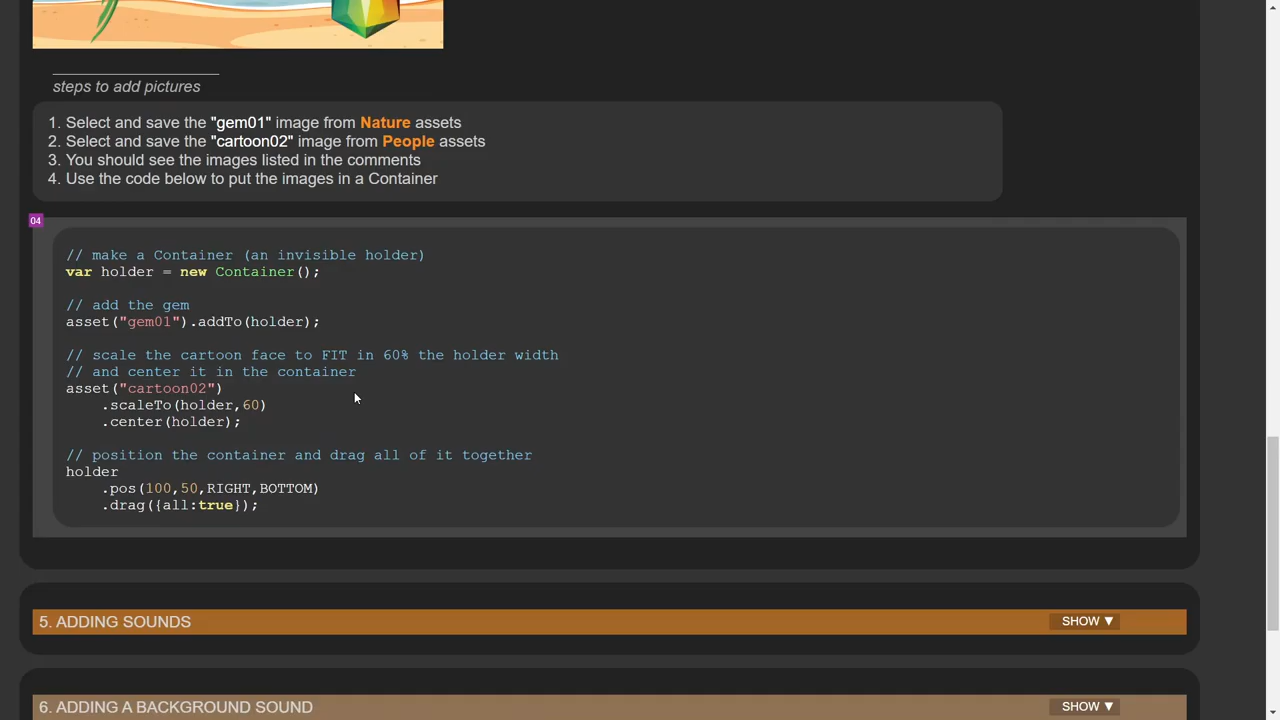 steps to add pictures
1. Select and save the "gem01" image from Nature assets
2. Select and save the "cartoon02" image from People assets
3. You should see the images listed in the comments
4. Use the code below to put the images in a Container
04
// make a Container (an invisible holder)
var holder = new Container();
// add the gem
asset("gem01").addTo(holder);
// scale the cartoon face to FIT in 60% the holder width
// and center it in the container
asset("cartoon02")
.scaleTo(holder,60)
.center(holder);
// position the container and drag all of it together
holder
.pos(100,50,RIGHT,BOTTOM)
.drag({all:true});
5. ADDING SOUNDS SHOW ▼
6. ADDING A BACKGROUND SOUND SHOW ▼